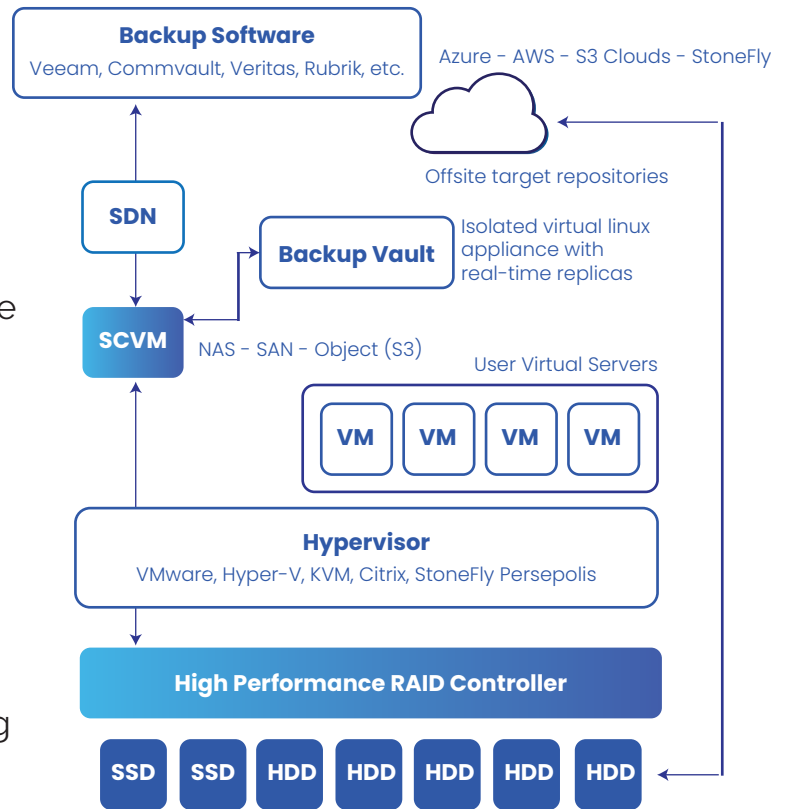 Backup Software
Veeam, Commvault, Veritas, Rubrik, etc.
Azure - AWS - S3 Clouds - StoneFly
Offsite target repositories
SDN
Backup Vault
Isolated virtual linux
appliance with
real-time replicas
e
SCVM
NAS - SAN - Object (S3)
User Virtual Servers
VM VM VM VM
Hypervisor
VMware, Hyper-V, KVM, Citrix, StoneFly Persepolis
High Performance RAID Controller
g
SSD SSD HDD HDD HDD HDD HDD